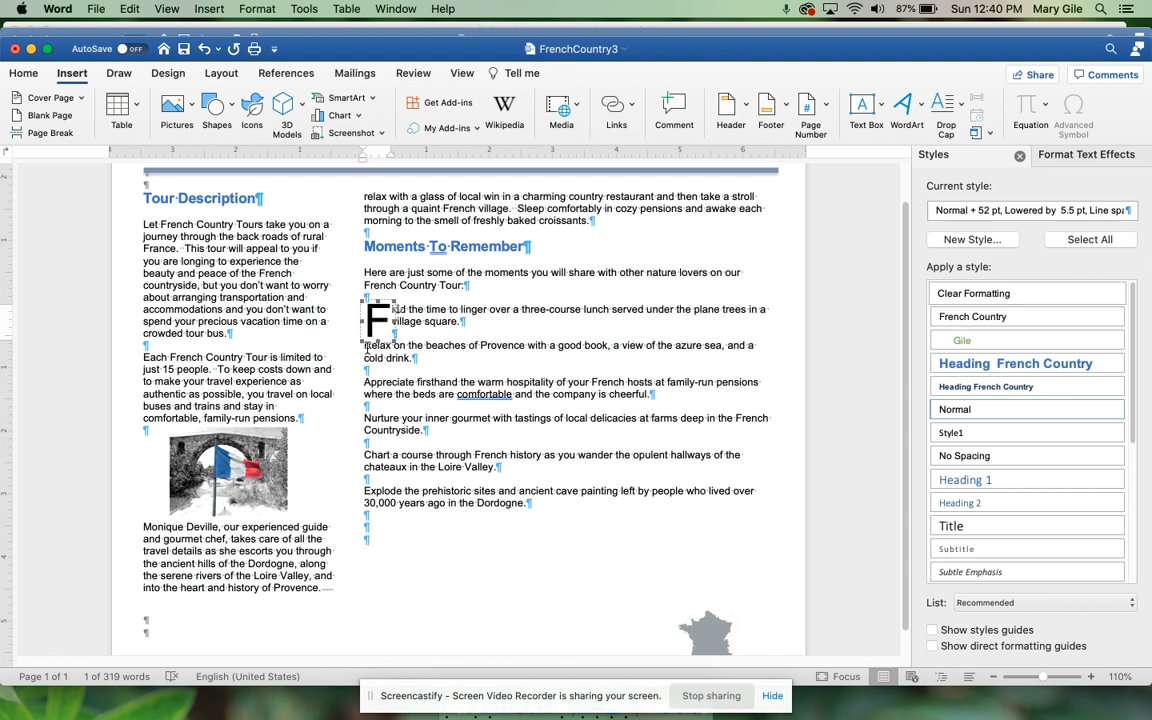 Word File Edit View Insert Format Tools Table Window Help 87% Sun 12:40 PM Mary Gile
AutoSave OFF FrenchCountry3
Home Insert Draw Design Layout References Mailings Review View Tell me Share Comments
Cover Page
Blank Page
Page Break
Table
Pictures
Shapes
Icons
3D
Models
SmartArt
Chart
Screenshot
Get Add-ins
My Add-ins
W
Wikipedia
Media
Links
Comment
Header
Footer
Page
Number
Text Box
WordArt
Drop
Cap
Equation
Advanced
Symbol
3 2 1 1 2 3 4 5 6
Tour Description¶
Let French Country Tours take you on a
journey through the back roads of rural
France. This tour will appeal to you if
you are longing to experience the
beauty and peace of the French
countryside, but you don't want to worry
about arranging transportation and
accommodations and you don't want to
spend your precious vacation time on a
crowded tour bus.¶
¶
Each French Country Tour is limited to
just 15 people. To keep costs down and
to make your travel experience as
authentic as possible, you travel on local
buses and trains and stay in
comfortable, family-run pensions.¶
¶
Monique Deville, our experienced guide
and gourmet chef, takes care of all the
travel details as she escorts you through
the ancient hills of the Dordogne, along
the serene rivers of the Loire Valley, and
into the heart and history of Provence.
¶
¶
relax with a glass of local win in a charming country restaurant and then take a stroll
through a quaint French village. Sleep comfortably in cozy pensions and awake each
morning to the smell of freshly baked croissants.¶
¶
Moments To Remember¶
Here are just some of the moments you will share with other nature lovers on our
French Country Tour:¶
¶
Find the time to linger over a three-course lunch served under the plane trees in a
village square.¶
¶
Relax on the beaches of Provence with a good book, a view of the azure sea, and a
cold drink.¶
¶
Appreciate firsthand the warm hospitality of your French hosts at family-run pensions
where the beds are comfortable and the company is cheerful.¶
¶
Nurture your inner gourmet with tastings of local delicacies at farms deep in the French
Countryside.¶
¶
Chart a course through French history as you wander the opulent hallways of the
chateaux in the Loire Valley.¶
¶
Explode the prehistoric sites and ancient cave painting left by people who lived over
30,000 years ago in the Dordogne.¶
¶
¶
¶
Styles Format Text Effects
Current style:
Normal + 52 pt, Lowered by 5.5 pt, Line spa¶
New Style... Select All
Apply a style:
Clear Formatting
French Country
Gile
Heading French Country
Heading French Country
Normal
Style1
No Spacing
Heading 1
Heading 2
Title
Subtitle
Subtle Emphasis
List: Recommended
Show styles guides
Show direct formatting guides
Page 1 of 1 1 of 319 words English (United States) Focus 110%
Screencastify - Screen Video Recorder is sharing your screen. Stop sharing Hide